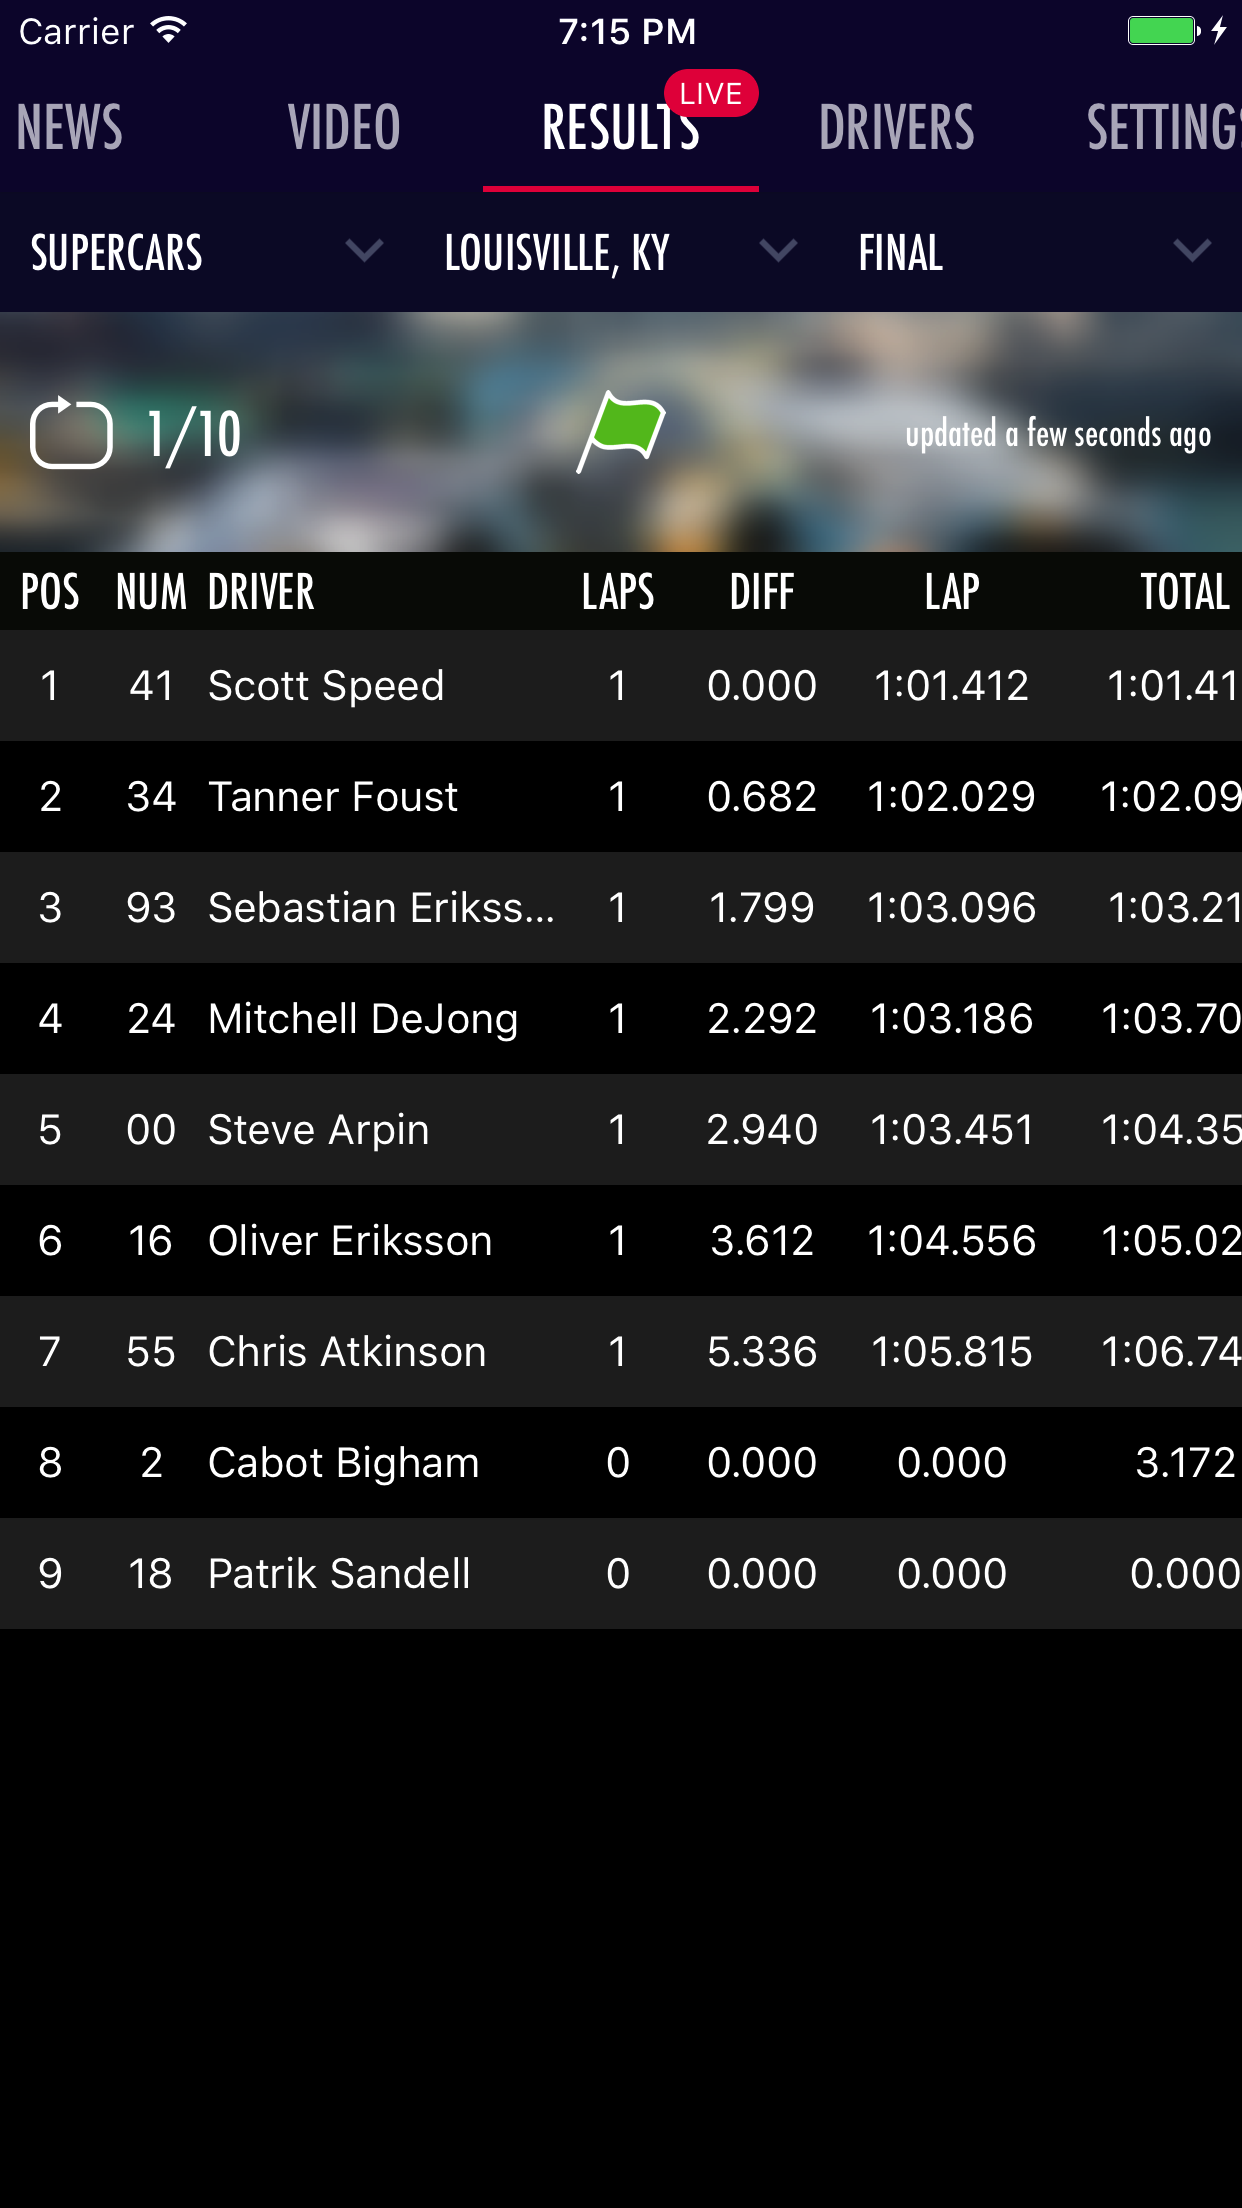 Carrier 7:15 PM
NEWS VIDEO RESULTS LIVE DRIVERS SETTINGS
SUPERCARS LOUISVILLE, KY FINAL
1/10 updated a few seconds ago
POS NUM DRIVER LAPS DIFF LAP TOTAL
1 41 Scott Speed 1 0.000 1:01.412 1:01.41
2 34 Tanner Foust 1 0.682 1:02.029 1:02.09
3 93 Sebastian Erikss... 1 1.799 1:03.096 1:03.21
4 24 Mitchell DeJong 1 2.292 1:03.186 1:03.70
5 00 Steve Arpin 1 2.940 1:03.451 1:04.35
6 16 Oliver Eriksson 1 3.612 1:04.556 1:05.02
7 55 Chris Atkinson 1 5.336 1:05.815 1:06.74
8 2 Cabot Bigham 0 0.000 0.000 3.172
9 18 Patrik Sandell 0 0.000 0.000 0.000